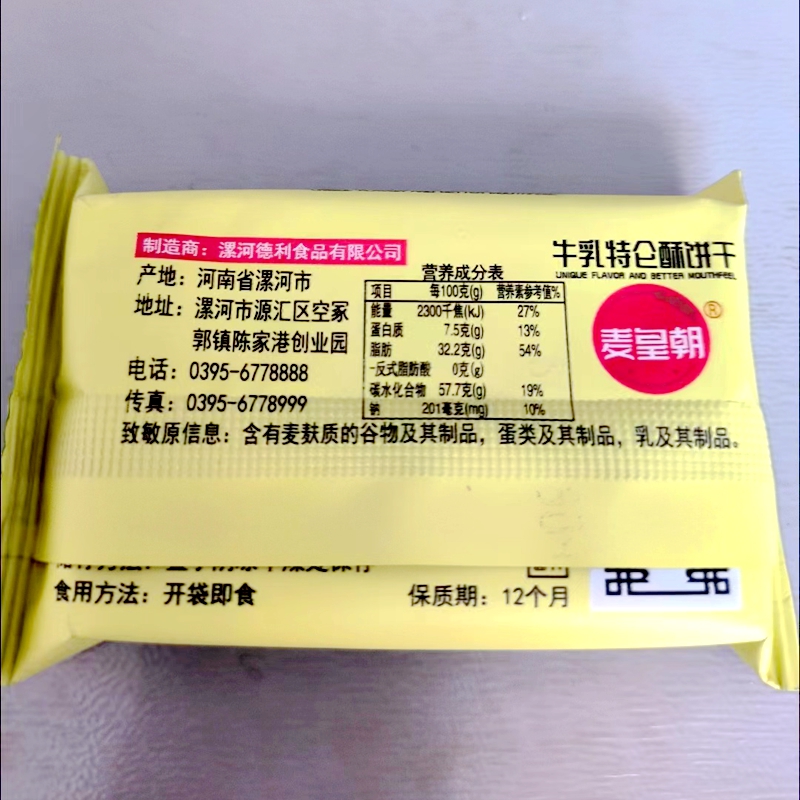 制造商：漯河德利食品有限公司
产地：河南省漯河市
地址：漯河市源汇区空冢
郭镇陈家港创业园
电话：0395-6778888
传真：0395-6778999
营养成分表
项目 每100克(g) 营养素参考值%
能量 2300千焦(kJ) 27%
蛋白质 7.5克(g) 13%
脂肪 32.2克(g) 54%
-反式脂肪酸 0克(g)
碳水化合物 57.7克(g) 19%
钠 201毫克(mg) 10%
牛乳特仑酥饼干
UNIQUE FLAVOR AND BETTER MOUTHFEEL
麦皇朝®
致敏原信息：含有麦麸质的谷物及其制品，蛋类及其制品，乳及其制品。
食用方法：开袋即食
保质期：12个月